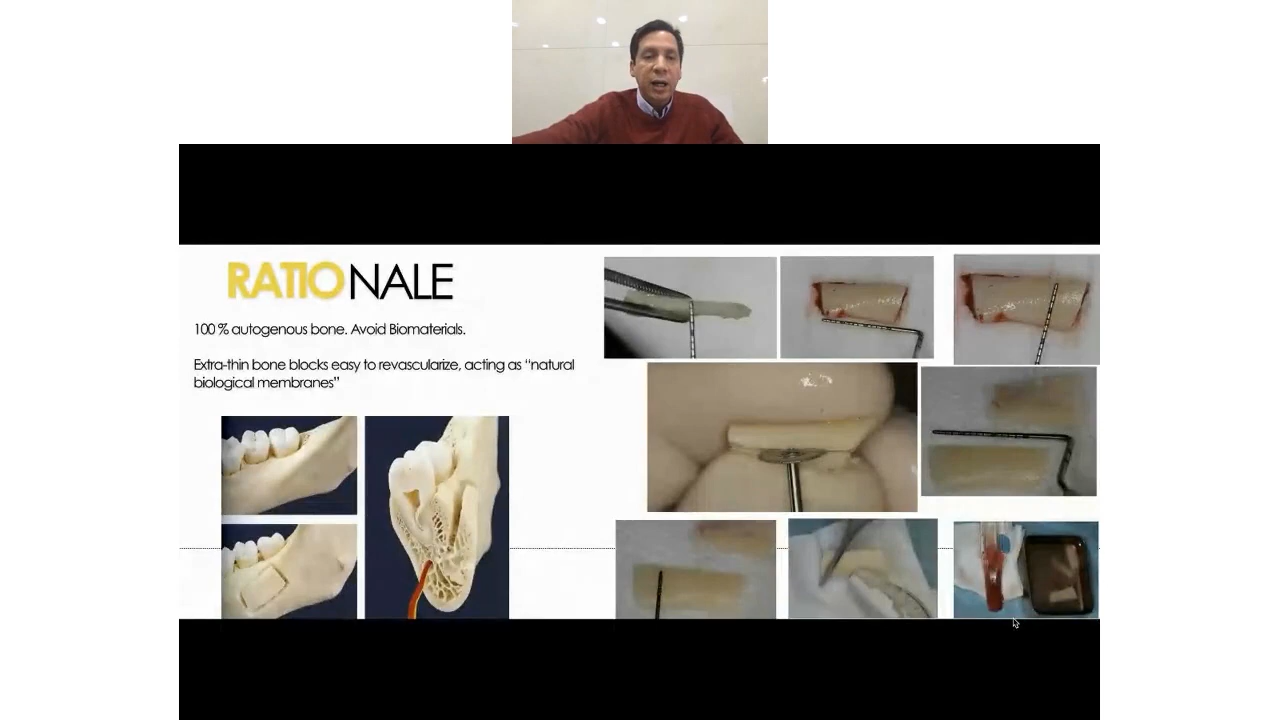 RATIONALE
100 % autogenous bone. Avoid Biomaterials.
Extra-thin bone blocks easy to revascularize, acting as “natural
biological membranes”